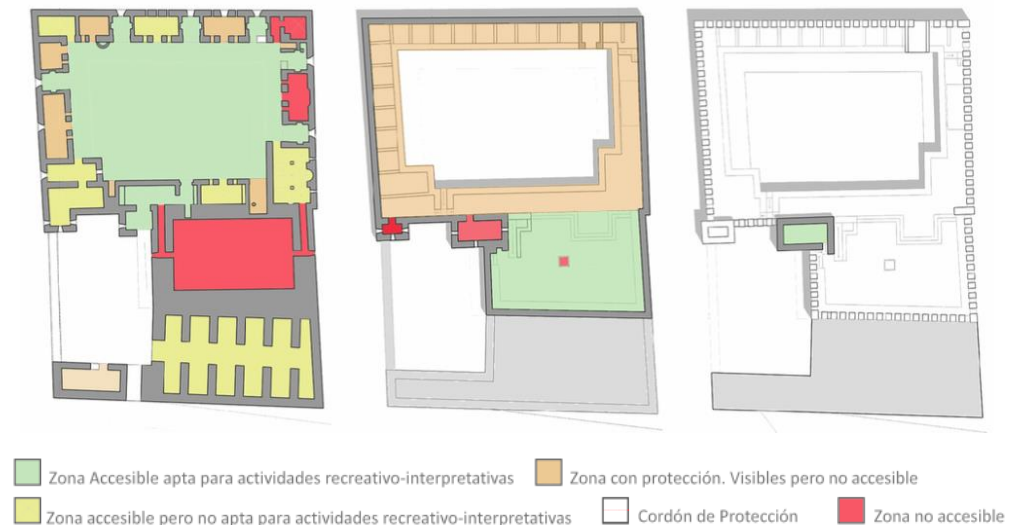 Zona Accesible apta para actividades recreativo-interpretativas
Zona con protección. Visibles pero no accesible
Zona accesible pero no apta para actividades recreativo-interpretativas
Cordón de Protección
Zona no accesible